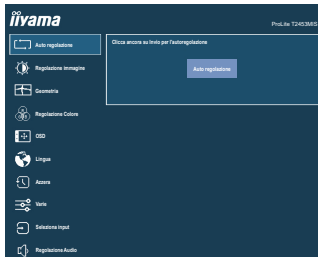 iiyama
ProLite T2453MIS
Auto regolazione
Clicca ancora su Invio per l'autoregolazione
Auto regolazione
Regolazione immagine
Geometria
Regolazione Colore
OSD
Lingua
Azzera
Varie
Seleziona input
Regolazione Audio